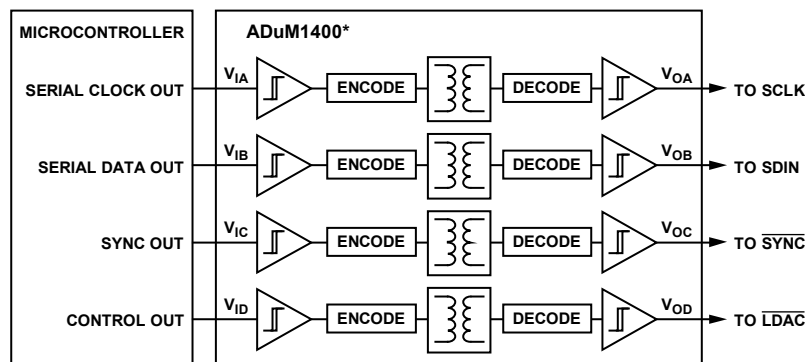 MICROCONTROLLER
ADuM1400*
SERIAL CLOCK OUT VIA ENCODE DECODE VOA TO SCLK
SERIAL DATA OUT VIB ENCODE DECODE VOB TO SDIN
SYNC OUT VIC ENCODE DECODE VOC TO SYNC
CONTROL OUT VID ENCODE DECODE VOD TO LDAC